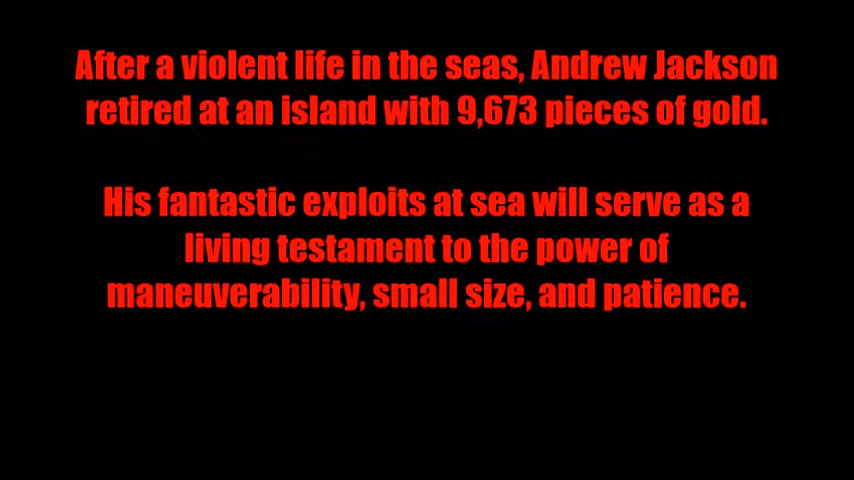 After a violent life in the seas, Andrew Jackson
retired at an island with 9,673 pieces of gold.
His fantastic exploits at sea will serve as a
living testament to the power of
maneuverability, small size, and patience.